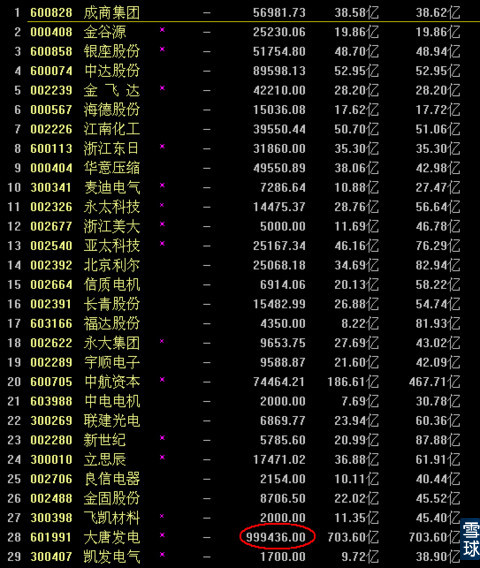 1 600828 成商集团 — 56981.73 38.58亿 38.62亿
2 000408 金谷源 * — 25230.06 19.86亿 19.86亿
3 600858 银座股份 * — 51754.80 48.70亿 48.94亿
4 600074 中达股份 — 89598.13 52.95亿 52.95亿
5 002239 金飞达 * — 42210.00 28.20亿 28.20亿
6 000567 海德股份 — 15036.08 17.62亿 17.72亿
7 002226 江南化工 — 39550.44 50.70亿 51.06亿
8 600113 浙江东日 * — 31860.00 35.30亿 35.30亿
9 000404 华意压缩 — 49550.89 38.06亿 42.98亿
10 300341 麦迪电气 * — 7286.64 10.88亿 27.47亿
11 002326 永太科技 * — 14475.37 28.76亿 56.64亿
12 002677 浙江美大 * — 5000.00 11.69亿 46.78亿
13 002540 亚太科技 * — 25167.34 46.16亿 76.29亿
14 002392 北京利尔 — 25068.18 34.69亿 82.94亿
15 002664 信质电机 — 6914.06 20.13亿 58.22亿
16 002391 长青股份 — 15482.99 26.88亿 54.74亿
17 603166 福达股份 — 4350.00 8.22亿 81.93亿
18 002622 永大集团 * — 9653.75 27.69亿 43.02亿
19 002289 宇顺电子 — 9588.87 21.60亿 42.09亿
20 600705 中航资本 * — 74464.21 186.61亿 467.71亿
21 603988 中电电机 — 2000.00 7.69亿 30.78亿
22 300269 联建光电 — 6869.77 23.94亿 60.36亿
23 002280 新世纪 * — 5785.60 20.99亿 87.88亿
24 300010 立思辰 * — 17471.02 36.88亿 61.91亿
25 002706 良信电器 — 2154.00 10.11亿 40.44亿
26 002488 金固股份 — 8706.50 22.02亿 45.52亿
27 300398 飞凯材料 * — 2000.00 11.35亿 45.40亿
28 601991 大唐发电 * — 999436.00 703.60亿 703.60亿
29 300407 凯发电气 * — 1700.00 9.72亿 38.90亿
雪球